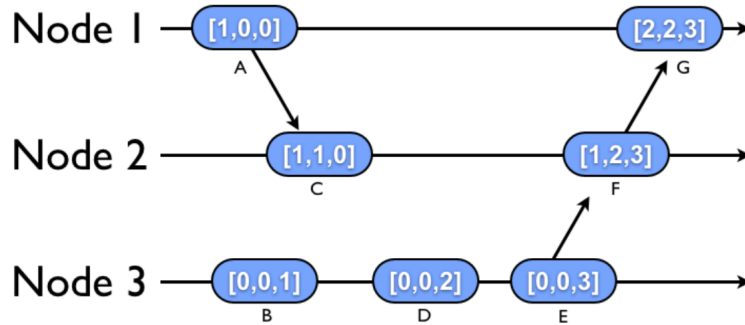 Node 1 [1,0,0] [2,2,3]
A G
Node 2 [1,1,0] [1,2,3]
C F
Node 3 [0,0,1] [0,0,2] [0,0,3]
B D E